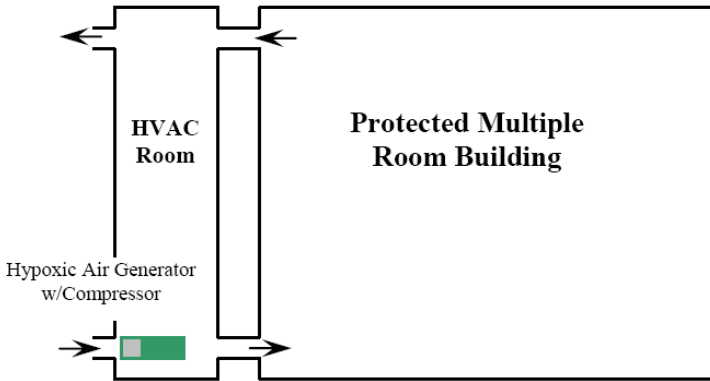 HVAC
Room
Protected Multiple
Room Building
Hypoxic Air Generator
w/Compressor